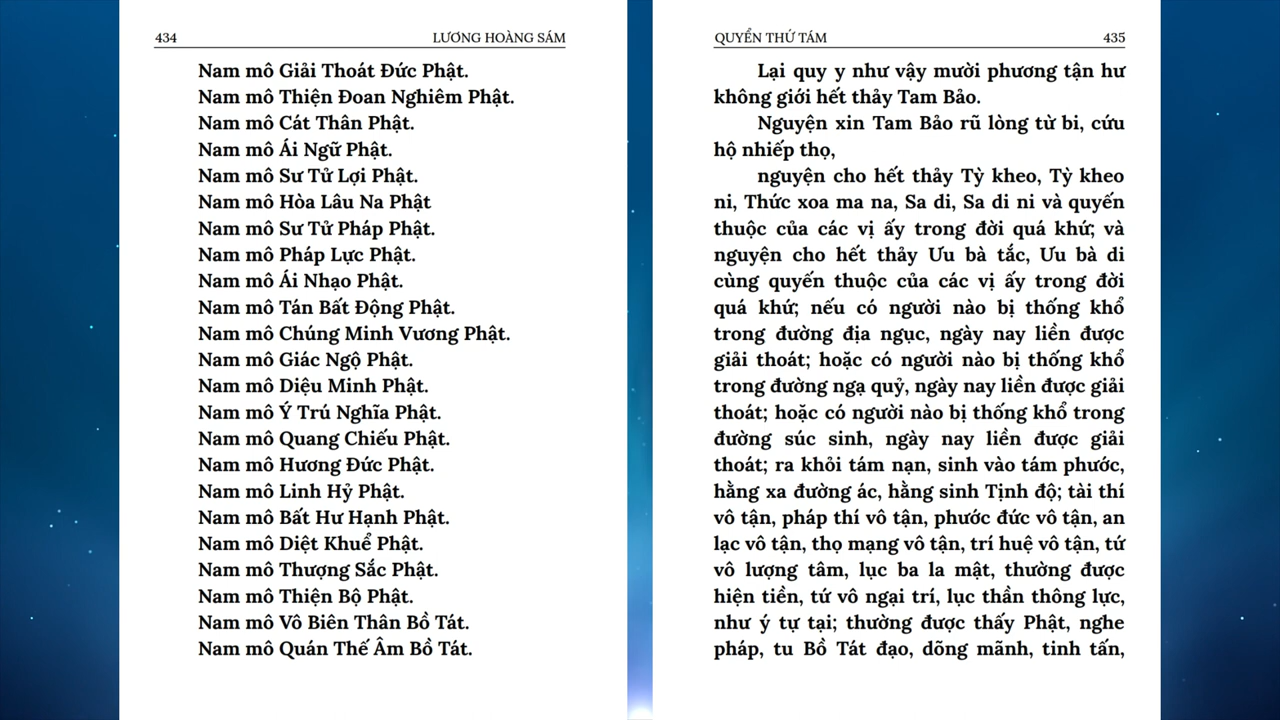 434 LƯƠNG HOÀNG SÁM
Nam mô Giải Thoát Đức Phật.
Nam mô Thiện Đoan Nghiêm Phật.
Nam mô Cát Thân Phật.
Nam mô Ái Ngữ Phật.
Nam mô Sư Tử Lợi Phật.
Nam mô Hòa Lâu Na Phật
Nam mô Sư Tử Pháp Phật.
Nam mô Pháp Lực Phật.
Nam mô Ái Nhạo Phật.
Nam mô Tán Bất Động Phật.
Nam mô Chúng Minh Vương Phật.
Nam mô Giác Ngộ Phật.
Nam mô Diệu Minh Phật.
Nam mô Ý Trú Nghĩa Phật.
Nam mô Quang Chiếu Phật.
Nam mô Hương Đức Phật.
Nam mô Linh Hỷ Phật.
Nam mô Bất Hư Hạnh Phật.
Nam mô Diệt Khuể Phật.
Nam mô Thượng Sắc Phật.
Nam mô Thiện Bộ Phật.
Nam mô Vô Biên Thân Bồ Tát.
Nam mô Quán Thế Âm Bồ Tát.
QUYỂN THỨ TÁM 435
Lại quy y như vậy mười phương tận hư
không giới hết thảy Tam Bảo.
Nguyện xin Tam Bảo rũ lòng từ bi, cứu
hộ nhiếp thọ,
nguyện cho hết thảy Tỳ kheo, Tỳ kheo
ni, Thức xoa ma na, Sa di, Sa di ni và quyến
thuộc của các vị ấy trong đời quá khứ; và
nguyện cho hết thảy Ưu bà tắc, Ưu bà di
cùng quyến thuộc của các vị ấy trong đời
quá khứ; nếu có người nào bị thống khổ
trong đường địa ngục, ngày nay liền được
giải thoát; hoặc có người nào bị thống khổ
trong đường ngạ quỷ, ngày nay liền được giải
thoát; hoặc có người nào bị thống khổ trong
đường súc sinh, ngày nay liền được giải
thoát; ra khỏi tám nạn, sinh vào tám phước,
hằng xa đường ác, hằng sinh Tịnh độ; tài thí
vô tận, pháp thí vô tận, phước đức vô tận, an
lạc vô tận, thọ mạng vô tận, trí huệ vô tận, tứ
vô lượng tâm, lục ba la mật, thường được
hiện tiền, tứ vô ngại trí, lục thần thông lực,
như ý tự tại; thường được thấy Phật, nghe
pháp, tu Bồ Tát đạo, dõng mãnh, tinh tấn,